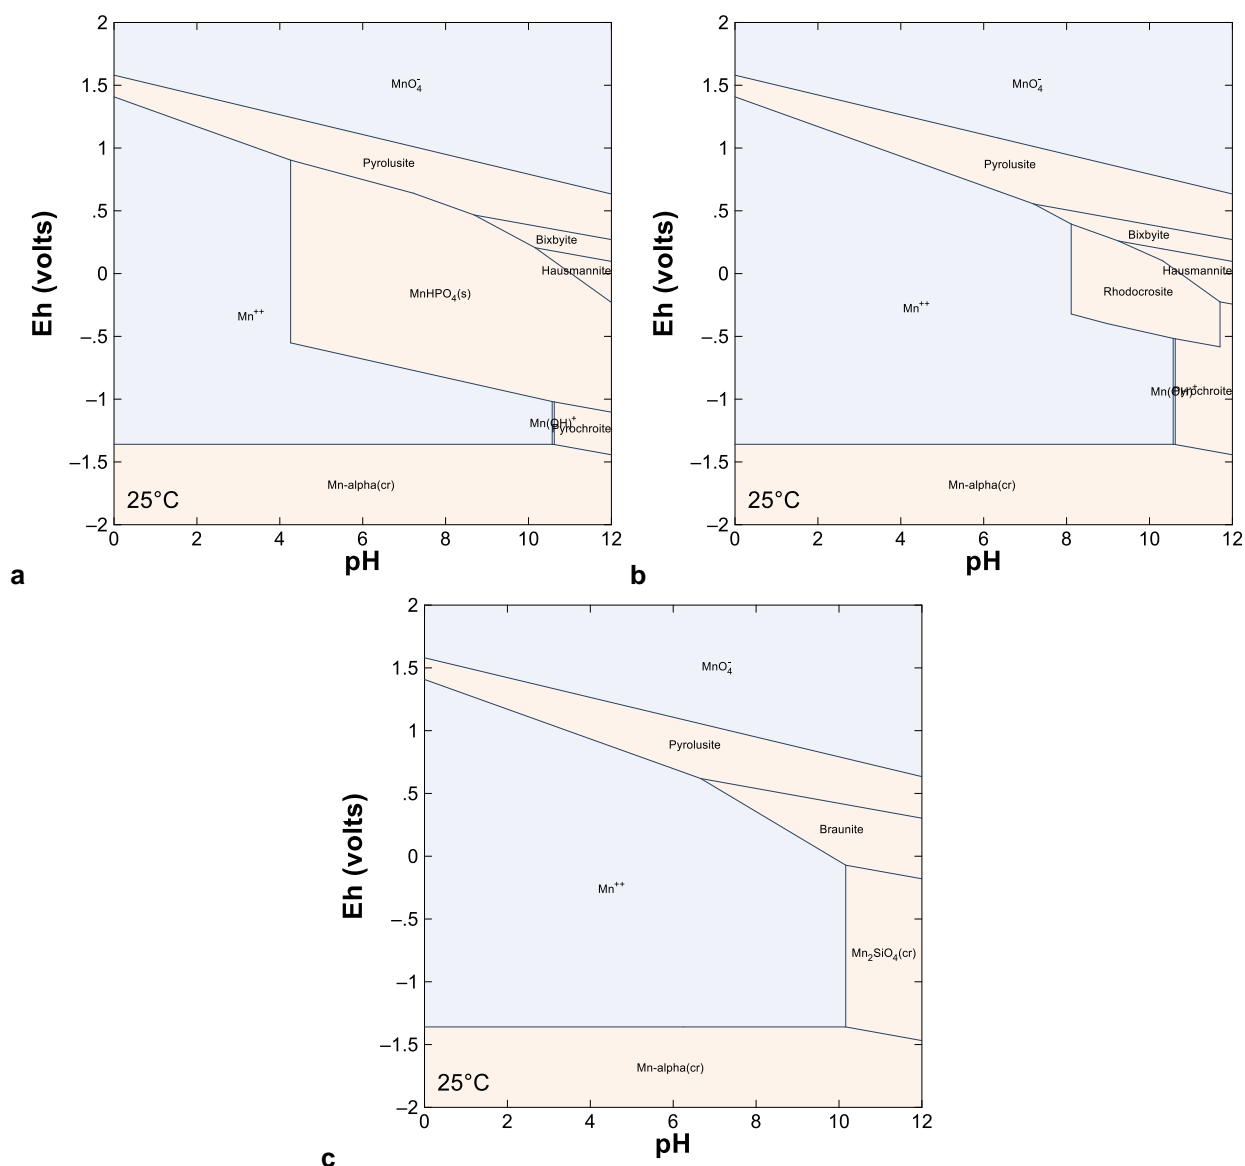 2
1.5
1
.5
0
–.5
–1
–1.5
–2
0 2 4 6 8 10 12
Eh (volts)
pH
MnO4-
Pyrolusite
Bixbyite
Hausmannite
MnHPO4(s)
Mn++
Mn(OH)+
Pyrochroite
Mn-alpha(cr)
25°C
a
2
1.5
1
.5
0
–.5
–1
–1.5
–2
0 2 4 6 8 10 12
Eh (volts)
pH
MnO4-
Pyrolusite
Bixbyite
Hausmannite
Rhodocrosite
Mn++
Mn(OH)+
Pyrochroite
Mn-alpha(cr)
25°C
b
2
1.5
1
.5
0
–.5
–1
–1.5
–2
0 2 4 6 8 10 12
Eh (volts)
pH
MnO4-
Pyrolusite
Braunite
Mn++
Mn2SiO4(cr)
Mn-alpha(cr)
25°C
c